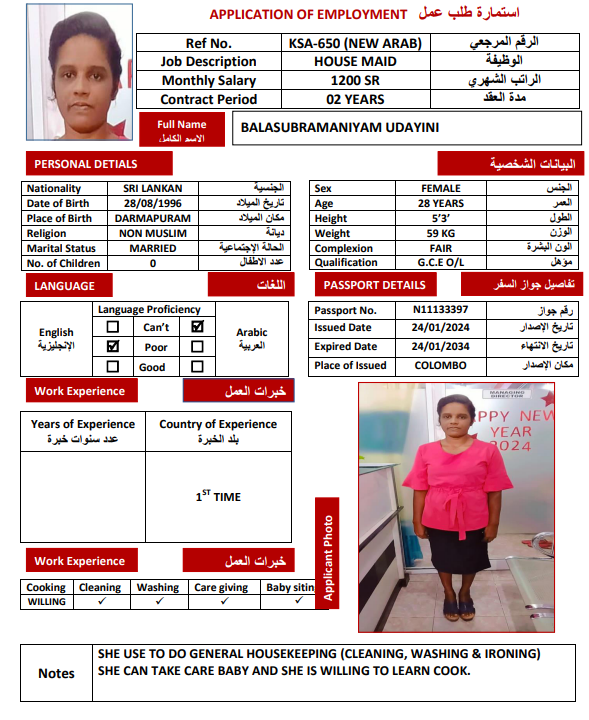 APPLICATION OF EMPLOYMENT استمارة طلب عمل
Ref No. KSA-650 (NEW ARAB) الرقم المرجعي
Job Description HOUSE MAID الوظيفة
Monthly Salary 1200 SR الراتب الشهري
Contract Period 02 YEARS مدة العقد
Full Name BALASUBRAMANIYAM UDAYINI
الاسم الكامل
PERSONAL DETIALS البيانات الشخصية
Nationality SRI LANKAN الجنسية
Date of Birth 28/08/1996 تاريخ الميلاد
Place of Birth DARMAPURAM مكان الميلاد
Religion NON MUSLIM ديانة
Marital Status MARRIED الحالة الإجتماعية
No. of Children 0 عدد الاطفال
Sex FEMALE الجنس
Age 28 YEARS العمر
Height 5’3’ الطول
Weight 59 KG الوزن
Complexion FAIR الون البشرة
Qualification G.C.E O/L مؤهل
LANGUAGE اللغات
Language Proficiency
English Can’t Arabic
الإنجليزية Poor العربية
Good
PASSPORT DETAILS تفاصيل جواز السفر
Passport No. N11133397 رقم جواز
Issued Date 24/01/2024 تاريخ الإصدار
Expired Date 24/01/2034 تاريخ الانتهاء
Place of Issued COLOMBO مكان الإصدار
Work Experience خبرات العمل
Years of Experience Country of Experience
عدد سنوات خبرة بلد الخبرة
1ST TIME
MANAGING
DIRECTOR
PPY NEW
YEAR
2024
Applicant Photo
Work Experience خبرات العمل
Cooking Cleaning Washing Care giving Baby siting
WILLING ✓ ✓ ✓ ✓
Notes
SHE USE TO DO GENERAL HOUSEKEEPING (CLEANING, WASHING & IRONING)
SHE CAN TAKE CARE BABY AND SHE IS WILLING TO LEARN COOK.